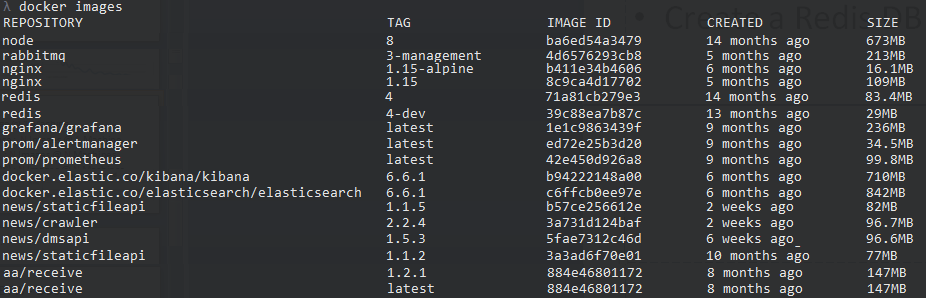 λ docker images
REPOSITORY TAG IMAGE ID CREATED SIZE
node 8 ba6ed54a3479 14 months ago 673MB
rabbitmq 3-management 4d6576293cb8 5 months ago 213MB
nginx 1.15-alpine b411e34b4606 6 months ago 16.1MB
nginx 1.15 8c9ca4d17702 5 months ago 109MB
redis 4 71a81cb279e3 14 months ago 83.4MB
redis 4-dev 39c88ea7b87c 13 months ago 29MB
grafana/grafana latest 1e1c9863439f 9 months ago 236MB
prom/alertmanager latest ed72e25b3d20 9 months ago 34.5MB
prom/prometheus latest 42e450d926a8 9 months ago 99.8MB
docker.elastic.co/kibana/kibana 6.6.1 b94222148a00 6 months ago 710MB
docker.elastic.co/elasticsearch/elasticsearch 6.6.1 c6ffcb0ee97e 6 months ago 842MB
news/staticfileapi 1.1.5 b57ce256612e 2 weeks ago 82MB
news/crawler 2.2.4 3a731d124baf 2 weeks ago 96.7MB
news/dmsapi 1.5.3 5fae7312c46d 6 weeks ago 96.6MB
news/staticfileapi 1.1.2 3a3ad6f70e01 10 months ago 77MB
aa/receive 1.2.1 884e46801172 8 months ago 147MB
aa/receive latest 884e46801172 8 months ago 147MB
Create a Redis DB